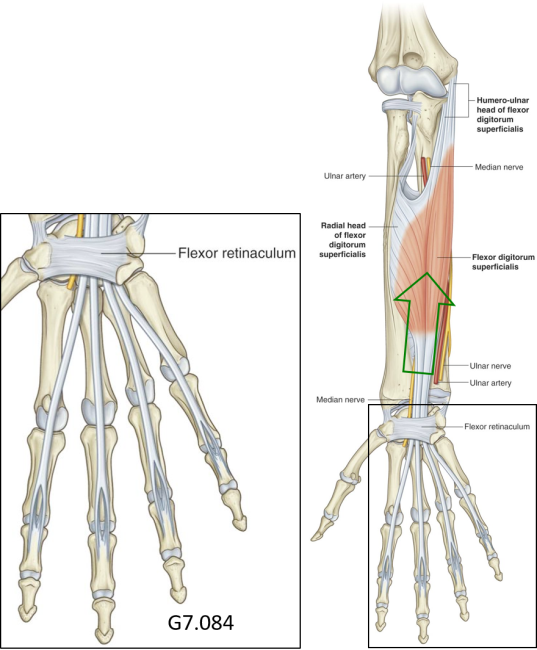 Humero-ulnar
head of flexor
digitorum
superficialis
Median nerve
Ulnar artery
Radial head
of flexor
digitorum
superficialis
Flexor digitorum
superficialis
Flexor retinaculum
Ulnar nerve
Ulnar artery
Median nerve
Flexor retinaculum
G7.084